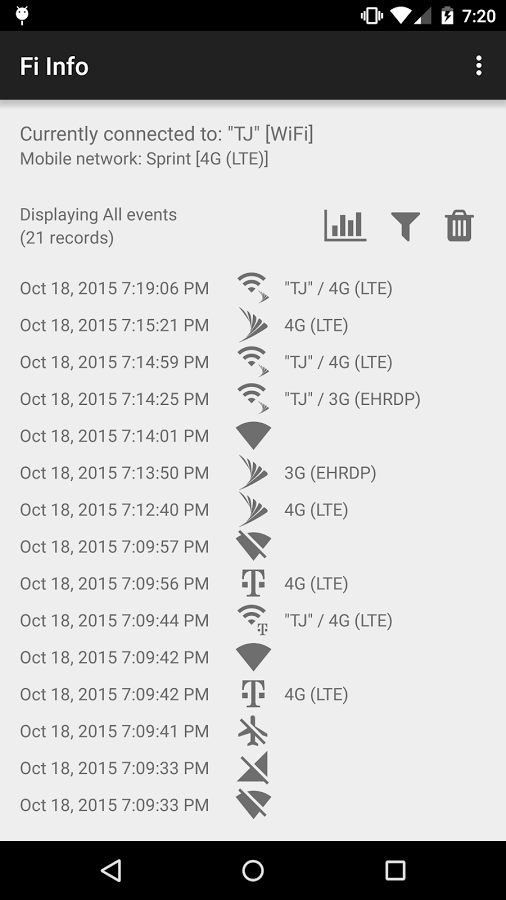 7:20
Fi Info
Currently connected to: "TJ" [WiFi]
Mobile network: Sprint [4G (LTE)]
Displaying All events
(21 records)
Oct 18, 2015 7:19:06 PM "TJ" / 4G (LTE)
Oct 18, 2015 7:15:21 PM 4G (LTE)
Oct 18, 2015 7:14:59 PM "TJ" / 4G (LTE)
Oct 18, 2015 7:14:25 PM "TJ" / 3G (EHRDP)
Oct 18, 2015 7:14:01 PM
Oct 18, 2015 7:13:50 PM 3G (EHRDP)
Oct 18, 2015 7:12:40 PM 4G (LTE)
Oct 18, 2015 7:09:57 PM
Oct 18, 2015 7:09:56 PM T 4G (LTE)
Oct 18, 2015 7:09:44 PM T "TJ" / 4G (LTE)
Oct 18, 2015 7:09:42 PM
Oct 18, 2015 7:09:42 PM T 4G (LTE)
Oct 18, 2015 7:09:41 PM
Oct 18, 2015 7:09:33 PM
Oct 18, 2015 7:09:33 PM